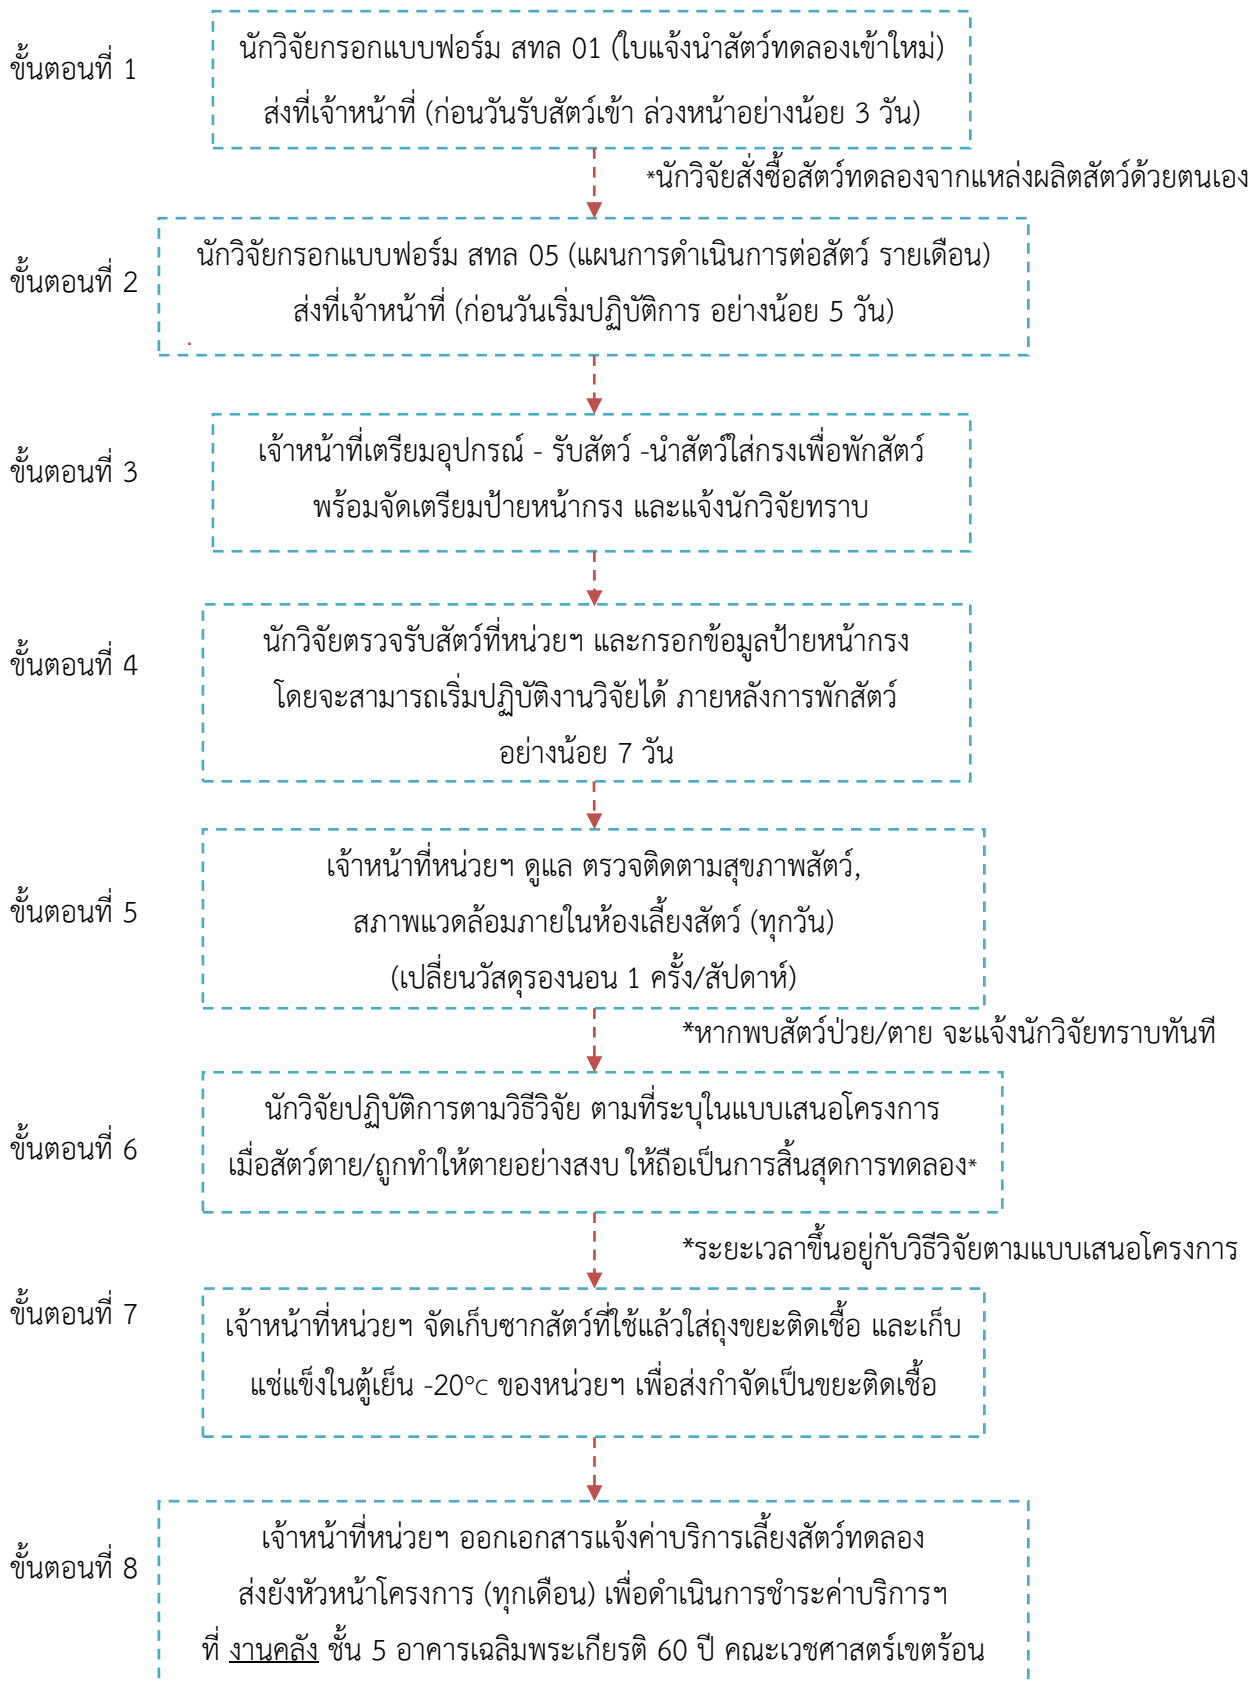 ขั้นตอนที่ 1
นักวิจัยกรอกแบบฟอร์ม สทล 01 (ใบแจ้งนำสัตว์ทดลองเข้าใหม่)
ส่งที่เจ้าหน้าที่ (ก่อนวันรับสัตว์เข้า ล่วงหน้าอย่างน้อย 3 วัน)
*นักวิจัยสั่งซื้อสัตว์ทดลองจากแหล่งผลิตสัตว์ด้วยตนเอง
ขั้นตอนที่ 2
นักวิจัยกรอกแบบฟอร์ม สทล 05 (แผนการดำเนินการต่อสัตว์ รายเดือน)
ส่งที่เจ้าหน้าที่ (ก่อนวันเริ่มปฏิบัติการ อย่างน้อย 5 วัน)
ขั้นตอนที่ 3
เจ้าหน้าที่เตรียมอุปกรณ์ - รับสัตว์ -นำสัตว์ใส่กรงเพื่อพักสัตว์
พร้อมจัดเตรียมป้ายหน้ากรง และแจ้งนักวิจัยทราบ
ขั้นตอนที่ 4
นักวิจัยตรวจรับสัตว์ที่หน่วยฯ และกรอกข้อมูลป้ายหน้ากรง
โดยจะสามารถเริ่มปฏิบัติงานวิจัยได้ ภายหลังการพักสัตว์
อย่างน้อย 7 วัน
ขั้นตอนที่ 5
เจ้าหน้าที่หน่วยฯ ดูแล ตรวจติดตามสุขภาพสัตว์,
สภาพแวดล้อมภายในห้องเลี้ยงสัตว์ (ทุกวัน)
(เปลี่ยนวัสดุรองนอน 1 ครั้ง/สัปดาห์)
*หากพบสัตว์ป่วย/ตาย จะแจ้งนักวิจัยทราบทันที
ขั้นตอนที่ 6
นักวิจัยปฏิบัติการตามวิธีวิจัย ตามที่ระบุในแบบเสนอโครงการ
เมื่อสัตว์ตาย/ถูกทำให้ตายอย่างสงบ ให้ถือเป็นการสิ้นสุดการทดลอง*
*ระยะเวลาขึ้นอยู่กับวิธีวิจัยตามแบบเสนอโครงการ
ขั้นตอนที่ 7
เจ้าหน้าที่หน่วยฯ จัดเก็บซากสัตว์ที่ใช้แล้วใส่ถุงขยะติดเชื้อ และเก็บ
แช่แข็งในตู้เย็น -20°c ของหน่วยฯ เพื่อส่งกำจัดเป็นขยะติดเชื้อ
ขั้นตอนที่ 8
เจ้าหน้าที่หน่วยฯ ออกเอกสารแจ้งค่าบริการเลี้ยงสัตว์ทดลอง
ส่งยังหัวหน้าโครงการ (ทุกเดือน) เพื่อดำเนินการชำระค่าบริการฯ
ที่ งานคลัง ชั้น 5 อาคารเฉลิมพระเกียรติ 60 ปี คณะเวชศาสตร์เขตร้อน